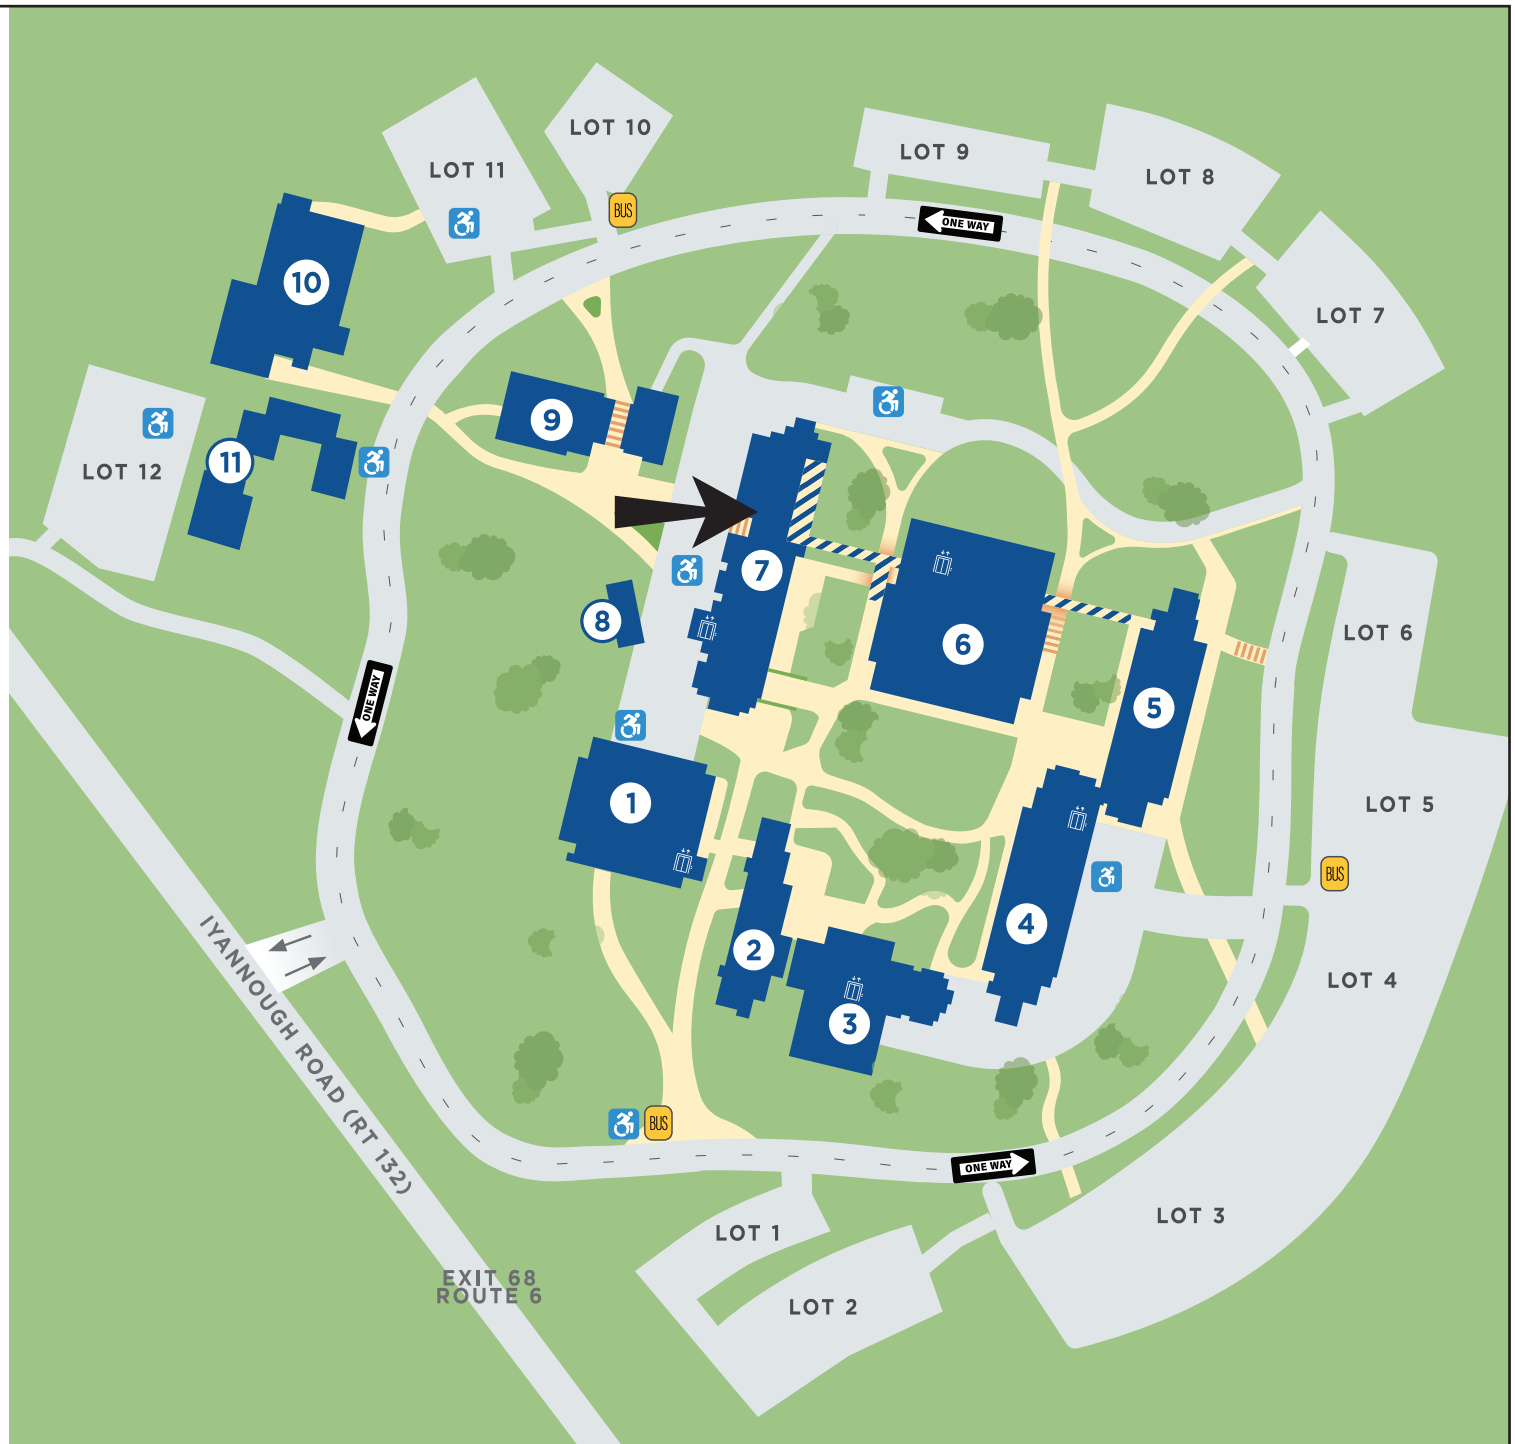 LOT 10
LOT 9
LOT 11
LOT 8
BUS
ONE WAY
10
LOT 7
9
11
LOT 12
7
8
6
LOT 6
5
ONE WAY
1
LOT 5
BUS
4
2
LOT 4
3
IYANNOUGH ROAD (RT 132)
BUS
ONE WAY
LOT 3
LOT 1
EXIT 68
ROUTE 6
LOT 2